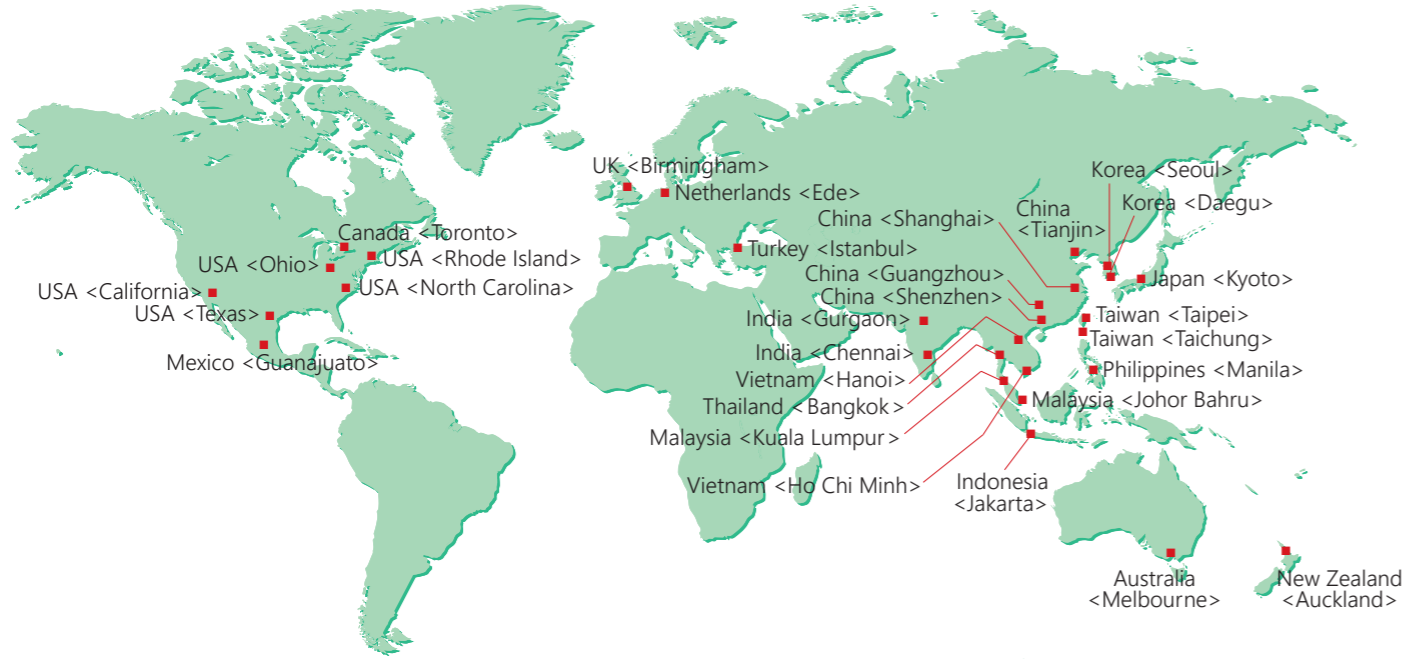 UK <Birmingham>
Netherlands <Ede>
Turkey <Istanbul>
Canada <Toronto>
USA <Rhode Island>
USA <Ohio>
USA <North Carolina>
USA <California>
USA <Texas>
Mexico <Guanajuato>
Korea <Seoul>
Korea <Daegu>
China
<Tianjin>
China <Shanghai>
China <Guangzhou>
China <Shenzhen>
Japan <Kyoto>
India <Gurgaon>
Taiwan <Taipei>
Taiwan <Taichung>
India <Chennai>
Philippines <Manila>
Vietnam <Hanoi>
Thailand <Bangkok>
Malaysia <Johor Bahru>
Malaysia <Kuala Lumpur>
Vietnam <Ho Chi Minh>
Indonesia
<Jakarta>
Australia
<Melbourne>
New Zealand
<Auckland>